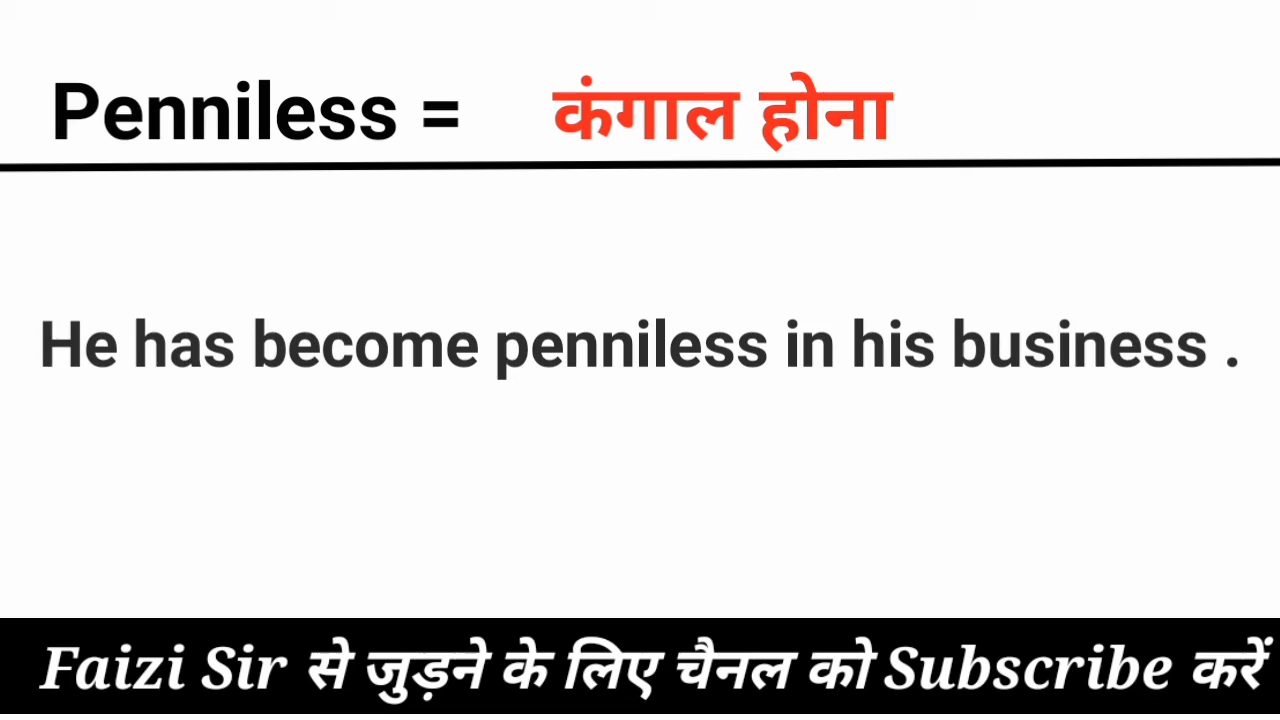 Penniless = कंगाल होना
He has become penniless in his business .
Faizi Sir से जुड़ने के लिए चैनल को Subscribe करें